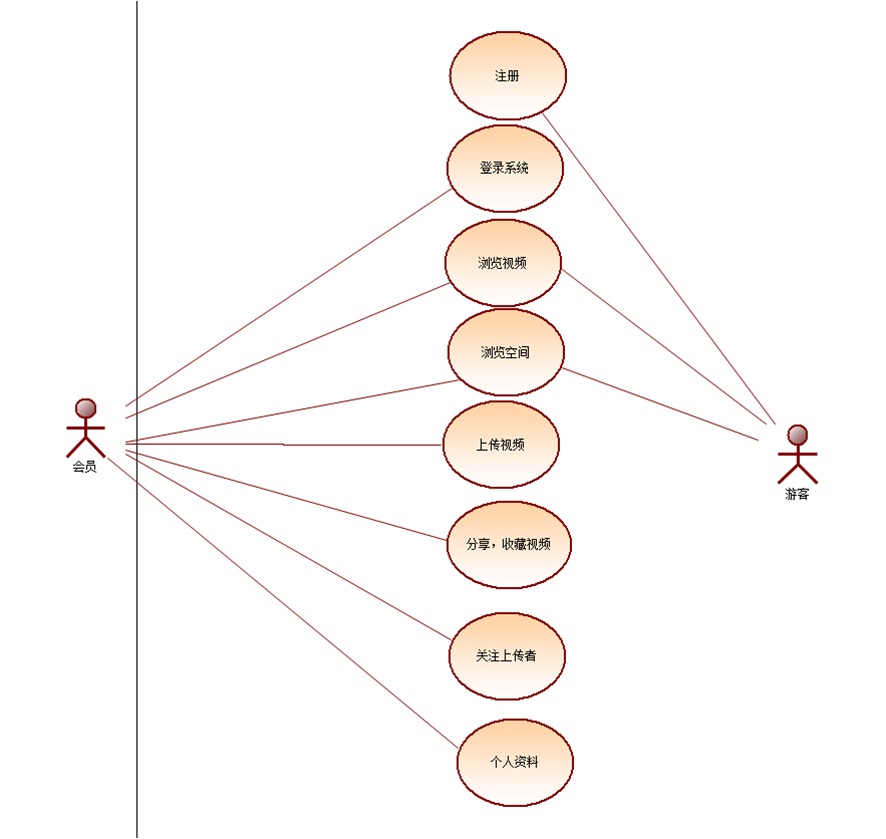 注册
登录系统
浏览视频
浏览空间
会员
上传视频
游客
分享，收藏视频
关注上传者
个人资料